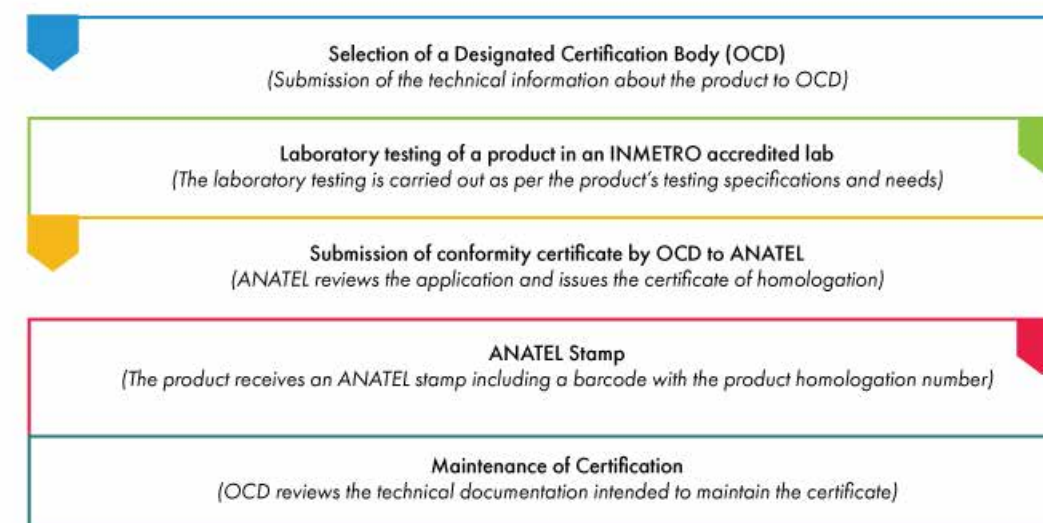 Selection of a Designated Certification Body (OCD)
(Submission of the technical information about the product to OCD)
Laboratory testing of a product in an INMETRO accredited lab
(The laboratory testing is carried out as per the product's testing specifications and needs)
Submission of conformity certificate by OCD to ANATEL
(ANATEL reviews the application and issues the certificate of homologation)
ANATEL Stamp
(The product receives an ANATEL stamp including a barcode with the product homologation number)
Maintenance of Certification
(OCD reviews the technical documentation intended to maintain the certificate)